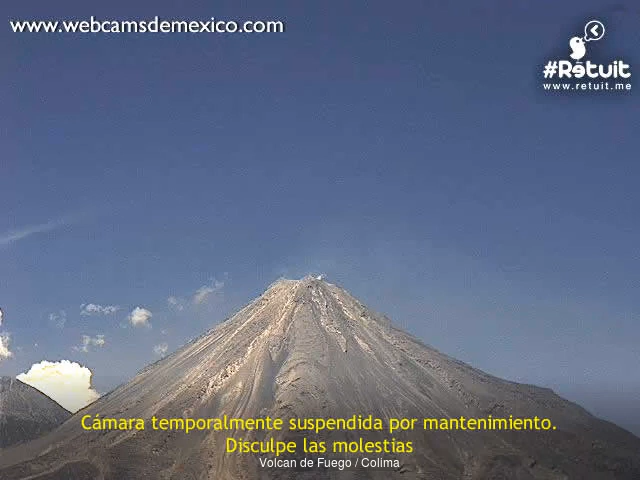 www.webcamsdemexico.com
#Retuit
www.retuit.me
Cámara temporalmente suspendida por mantenimiento.
Disculpe las molestias
Volcan de Fuego / Colima